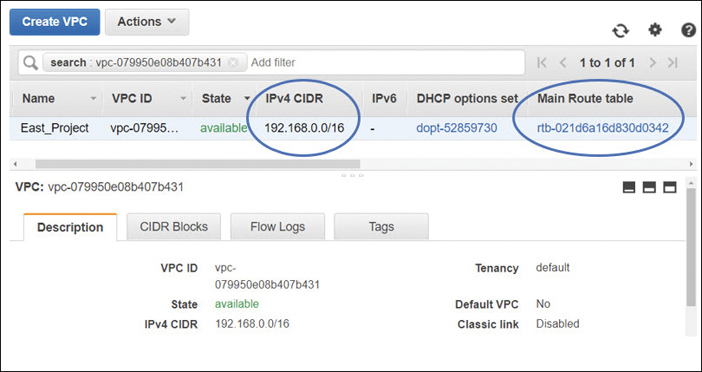 Create VPC Actions
search : vpc-079950e08b407b431 Add filter 1 to 1 of 1
Name VPC ID State IPv4 CIDR IPv6 DHCP options set Main Route table
East_Project vpc-07995... available 192.168.0.0/16 - dopt-52859730 rtb-021d6a16d830d0342
VPC: vpc-079950e08b407b431
Description CIDR Blocks Flow Logs Tags
VPC ID vpc- Tenancy default
079950e08b407b431
State available Default VPC No
IPv4 CIDR 192.168.0.0/16 Classic link Disabled